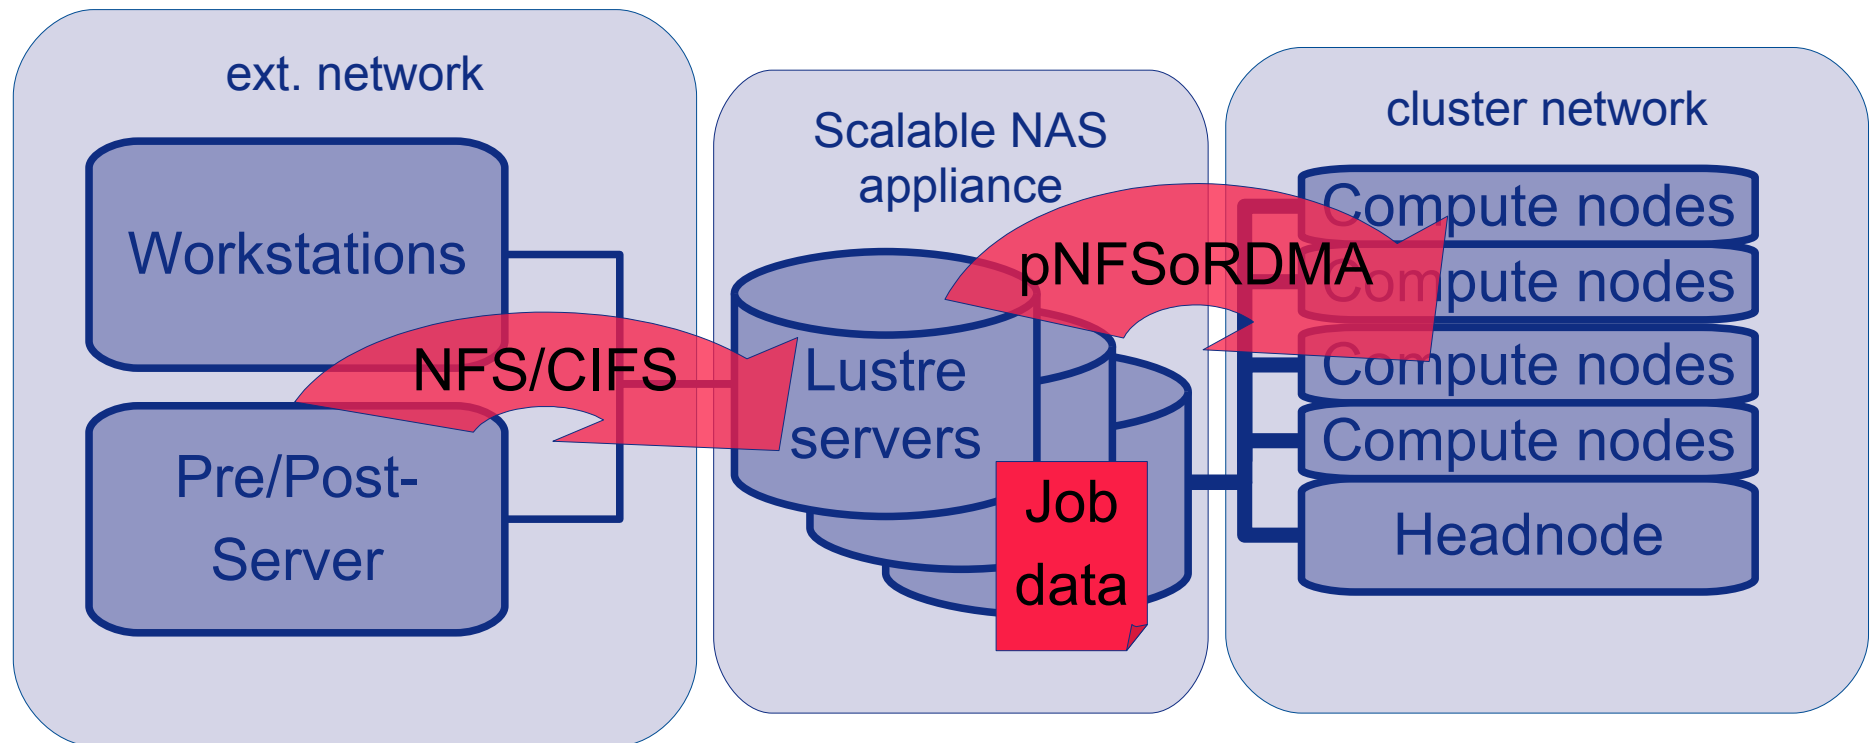 ext. network
Workstations
Pre/Post-
Server
NFS/CIFS
Scalable NAS
appliance
Lustre
servers
Job
data
pNFSoRDMA
cluster network
Compute nodes
Compute nodes
Compute nodes
Compute nodes
Headnode